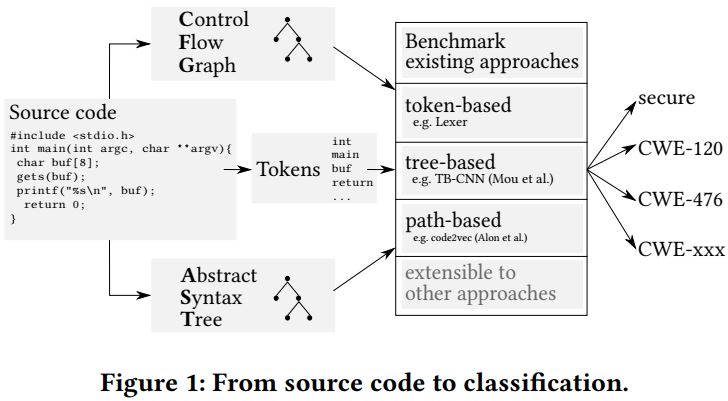 Control
Flow
Graph
Source code
#include <stdio.h>
int main(int argc, char **argv){
char buf[8];
gets(buf);
printf("%s\n", buf);
return 0;
}
Tokens
int
main
buf
return
...
Abstract
Syntax
Tree
Benchmark
existing approaches
token-based
e.g. Lexer
tree-based
e.g. TB-CNN (Mou et al.)
path-based
e.g. code2vec (Alon et al.)
extensible to
other approaches
secure
CWE-120
CWE-476
CWE-xxx
Figure 1: From source code to classification.